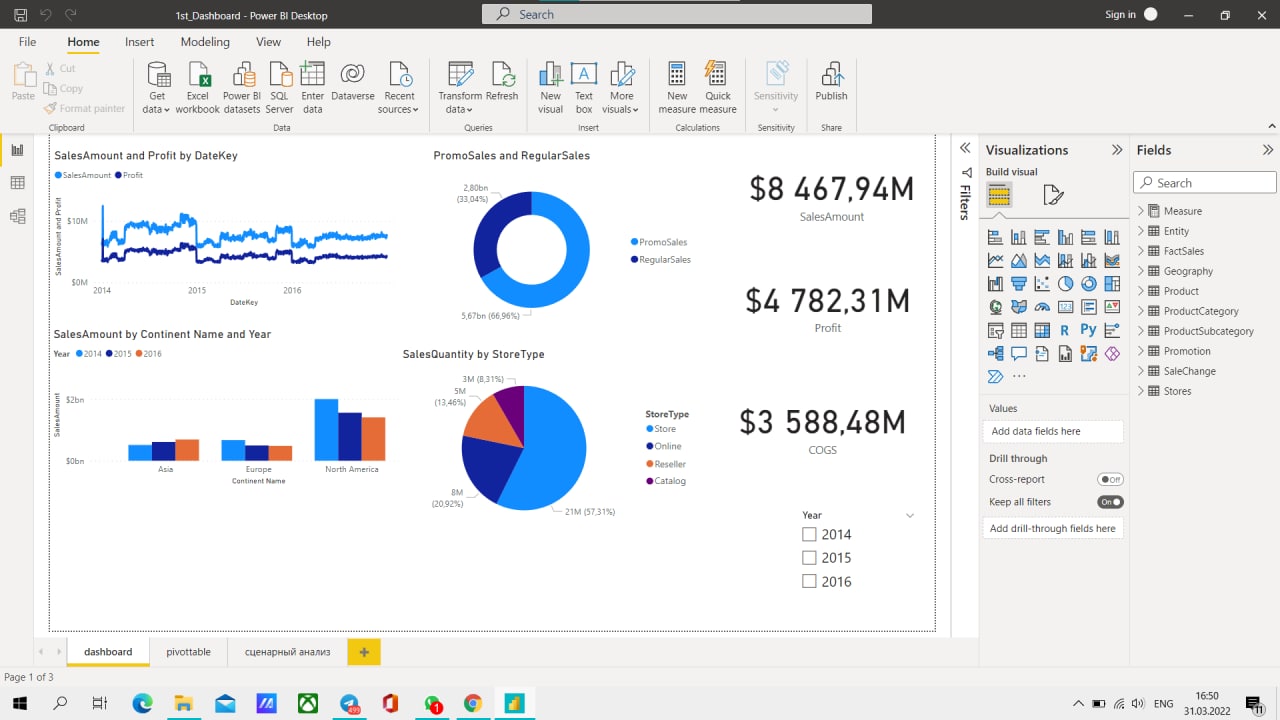 1st_Dashboard - Power BI Desktop
Search
Sign in
File
Home
Insert
Modeling
View
Help
Paste
Cut
Copy
Format painter
Clipboard
Get data
Excel workbook
Power BI datasets
SQL Server
Enter data
Dataverse
Recent sources
Data
Transform data
Refresh
Queries
New visual
Text box
More visuals
Insert
New measure
Quick measure
Calculations
Sensitivity
Sensitivity
Publish
Share
SalesAmount and Profit by DateKey
SalesAmount Profit
SalesAmount and Profit
$10M
$0M
2014 2015 2016
DateKey
PromoSales and RegularSales
2,80bn
(33,04%)
PromoSales
RegularSales
5,67bn (66,96%)
$8 467,94M
SalesAmount
$4 782,31M
Profit
$3 588,48M
COGS
SalesAmount by Continent Name and Year
Year 2014 2015 2016
SalesAmount
$2bn
$0bn
Asia Europe North America
Continent Name
SalesQuantity by StoreType
3M (8,31%)
5M
(13,46%)
8M
(20,92%)
21M (57,31%)
StoreType
Store
Online
Reseller
Catalog
Year
2014
2015
2016
Filters
Visualizations
Build visual
R
Py
123
...
Values
Add data fields here
Drill through
Cross-report
Off
Keep all filters
On
Add drill-through fields here
Fields
Search
Measure
Entity
FactSales
Geography
Product
ProductCategory
ProductSubcategory
Promotion
SaleChange
Stores
dashboard
pivottable
сценарный анализ
Page 1 of 3
499
1
ENG
16:50
31.03.2022
11